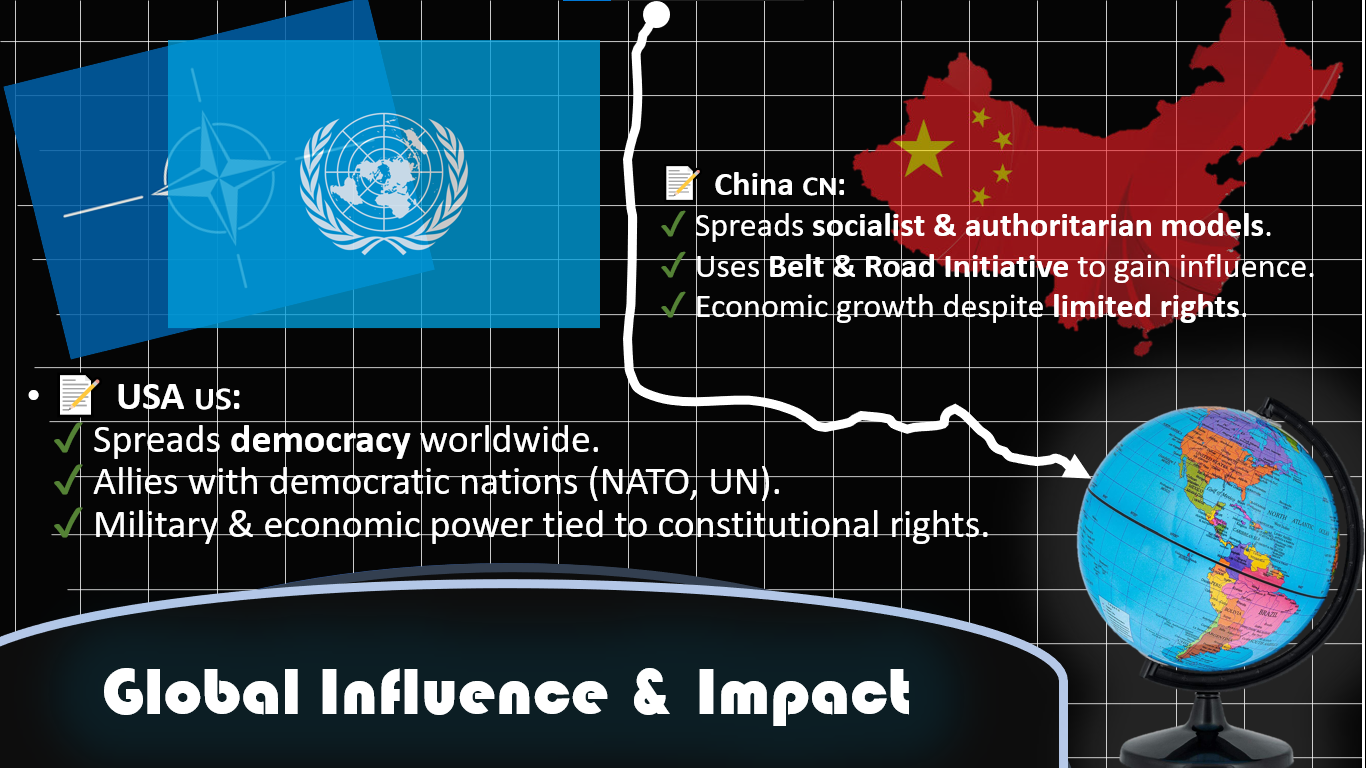 📝 China CN:
✔Spreads socialist & authoritarian models.
✔Uses Belt & Road Initiative to gain influence.
✔Economic growth despite limited rights.
• 📝 USA US:
✔Spreads democracy worldwide.
✔Allies with democratic nations (NATO, UN).
✔Military & economic power tied to constitutional rights.
Global Influence & Impact
BRAZIL